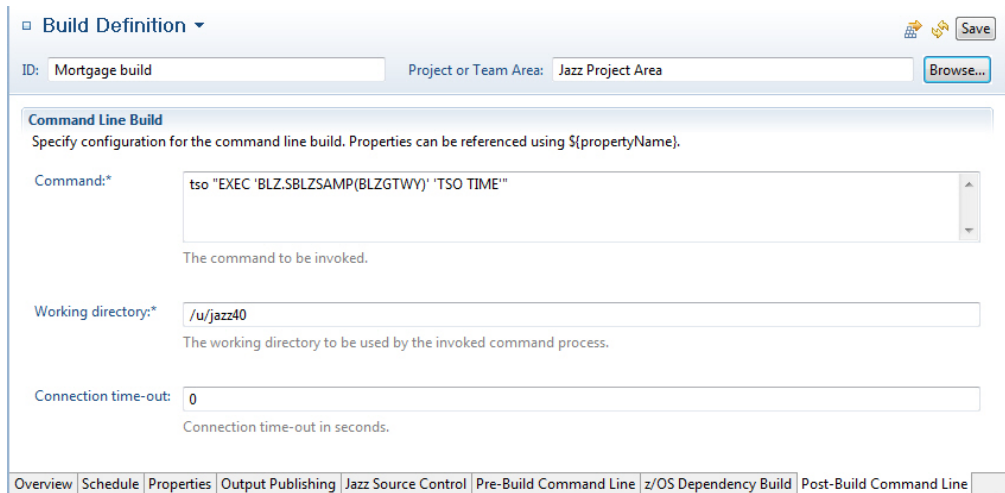 Build Definition
Save
ID: Mortgage build Project or Team Area: Jazz Project Area Browse...
Command Line Build
Specify configuration for the command line build. Properties can be referenced using ${propertyName}.
Command:* tso "EXEC 'BLZ.SBLZSAMP(BLZGTWY)' 'TSO TIME'"
The command to be invoked.
Working directory:* /u/jazz40
The working directory to be used by the invoked command process.
Connection time-out: 0
Connection time-out in seconds.
Overview Schedule Properties Output Publishing Jazz Source Control Pre-Build Command Line z/OS Dependency Build Post-Build Command Line